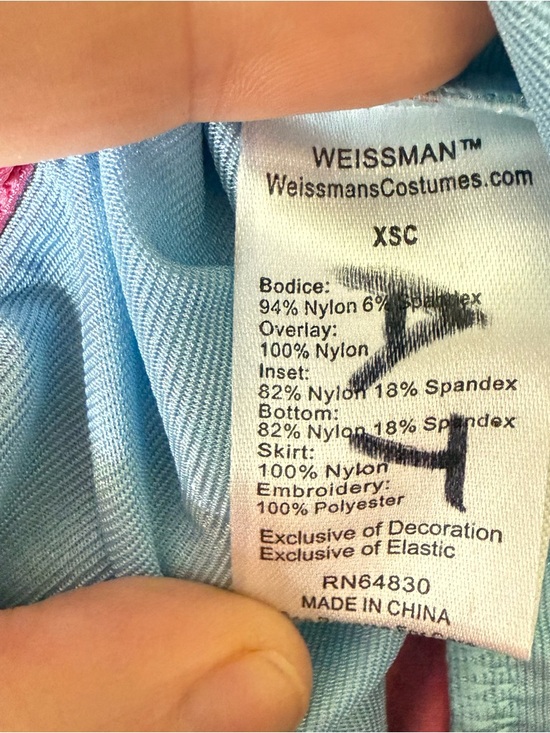 WEISSMAN™
WeissmansCostumes.com
XSC
Bodice:
94% Nylon 6% Spandex
Overlay:
100% Nylon
Inset:
82% Nylon 18% Spandex
Bottom:
82% Nylon 18% Spandex
Skirt:
100% Nylon
Embroidery:
100% Polyester
Exclusive of Decoration
Exclusive of Elastic
RN64830
MADE IN CHINA
A
T